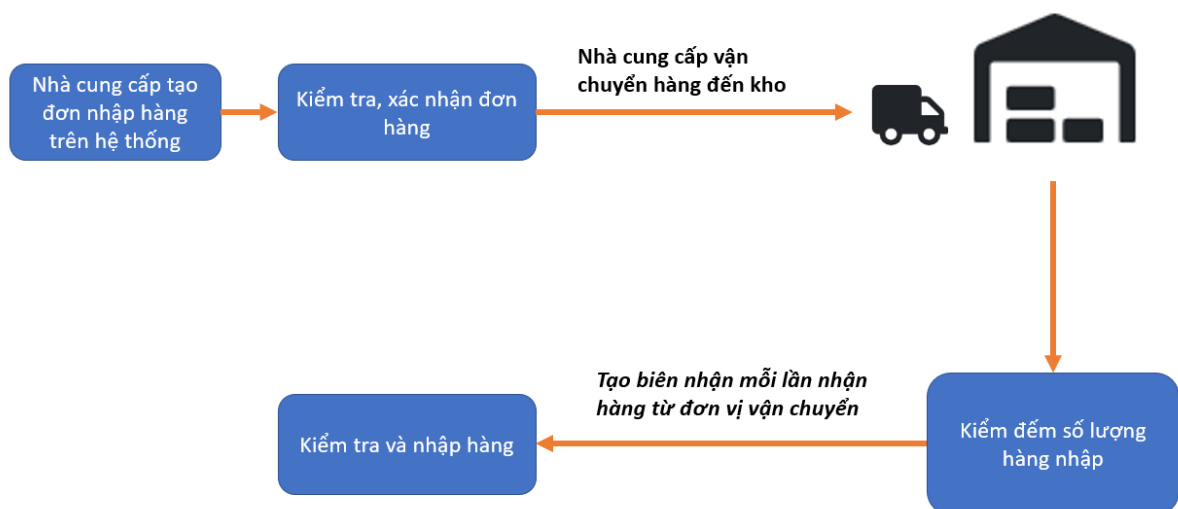 Nhà cung cấp tạo
đơn nhập hàng
trên hệ thống
Kiểm tra, xác nhận đơn
hàng
Nhà cung cấp vận
chuyển hàng đến kho
Kiểm đếm số lượng
hàng nhập
Tạo biên nhận mỗi lần nhận
hàng từ đơn vị vận chuyển
Kiểm tra và nhập hàng